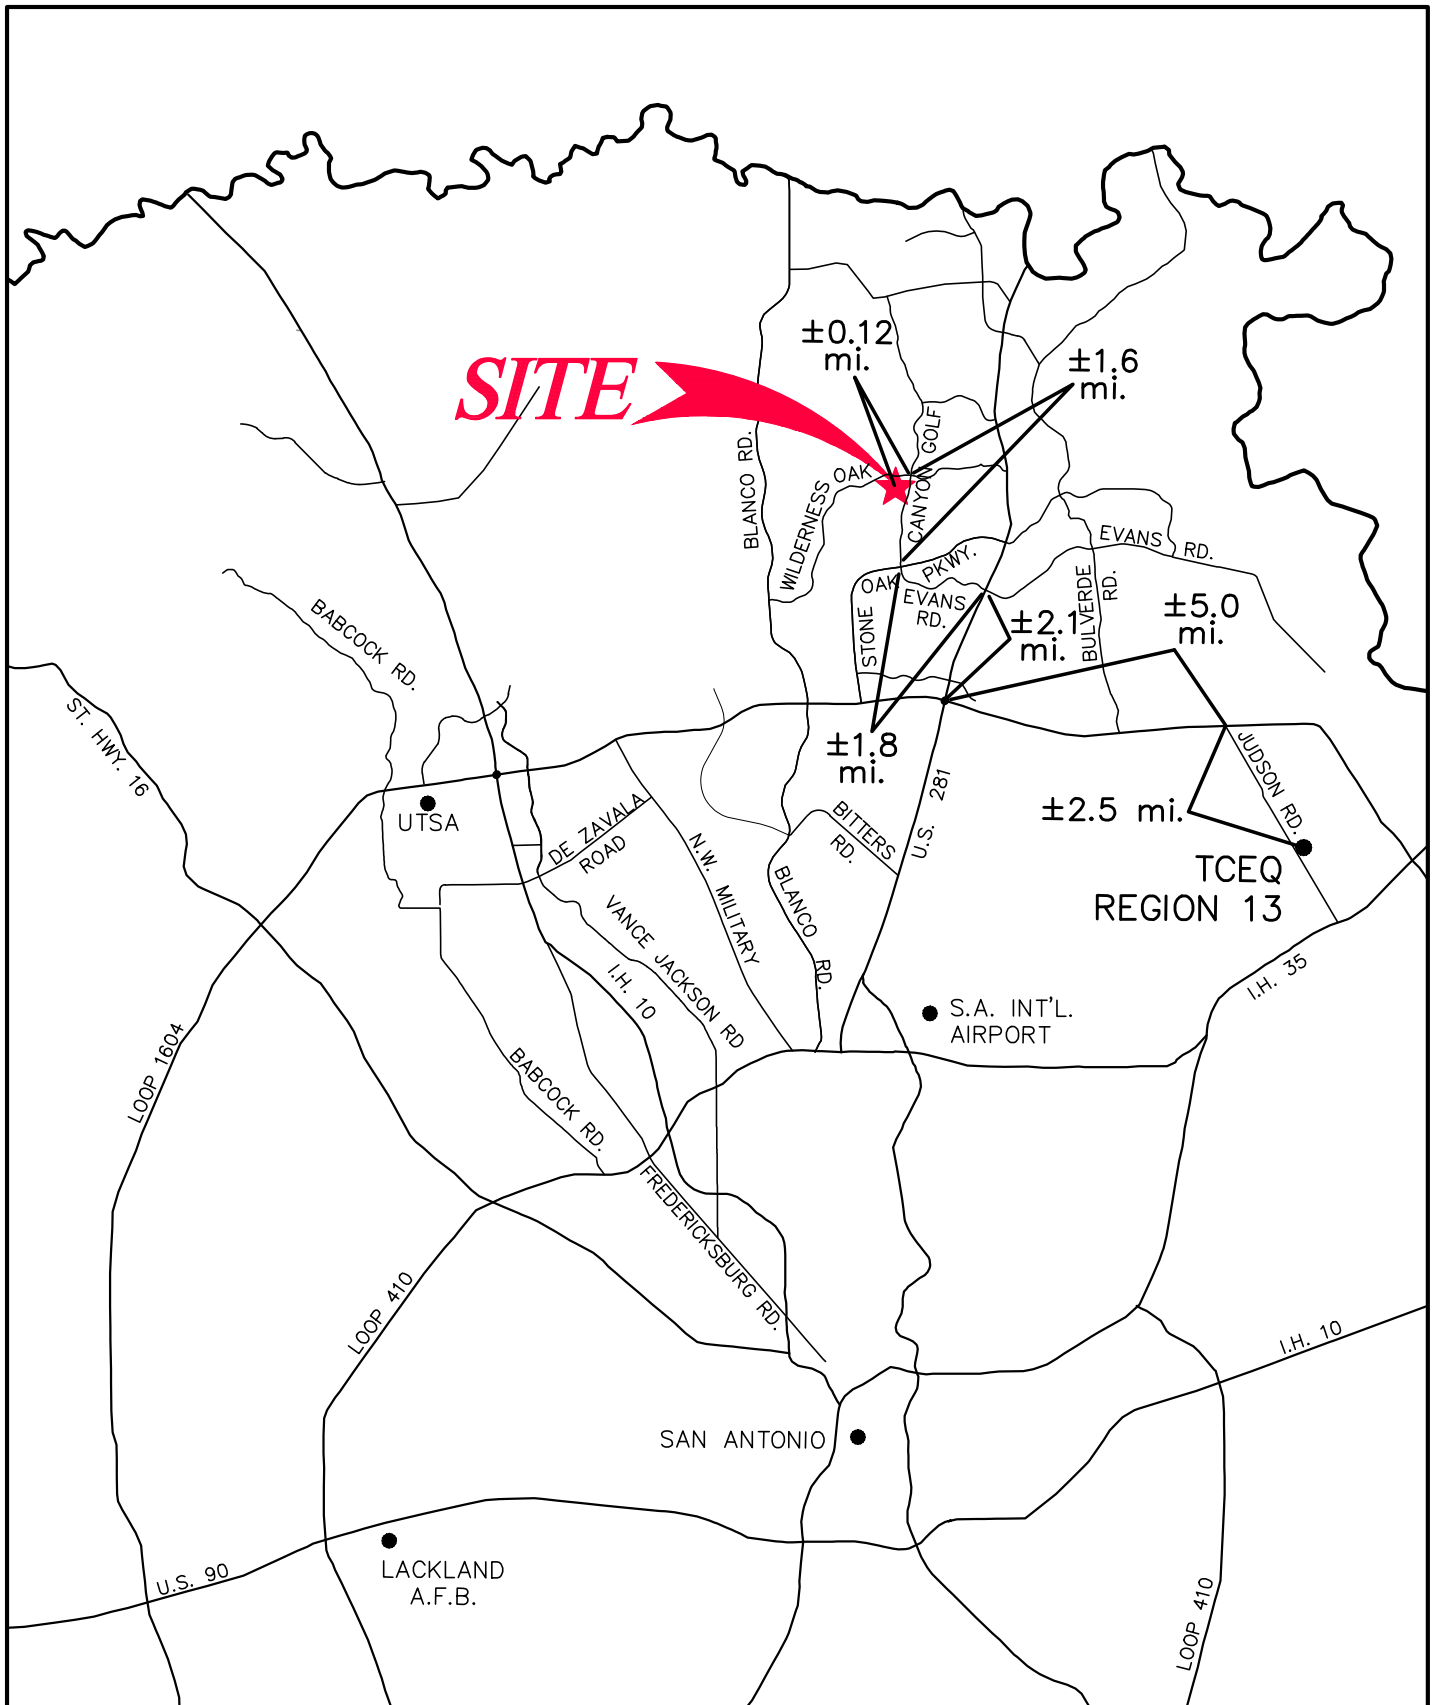 ±0.12
mi.
±1.6
mi.
SITE
BLANCO RD.
WILDERNESS
OAK
CANYON
GOLF
STONE
OAK
PKWY.
EVANS
RD.
EVANS
RD.
BULVERDE
RD.
±5.0
mi.
±2.1
mi.
±1.8
mi.
BABCOCK RD.
ST. HWY. 16
UTSA
DE ZAVALA
ROAD
N.W. MILITARY
BITTERS
RD.
U.S. 281
JUDSON RD.
±2.5 mi.
TCEQ
REGION 13
BLANCO
RD.
VANCE JACKSON RD
I.H. 10
I.H. 35
S.A. INT'L.
AIRPORT
LOOP 1604
BABCOCK RD.
FREDERICKSBURG RD.
LOOP 410
I.H. 10
SAN ANTONIO
LACKLAND
A.F.B.
U.S. 90
LOOP 410